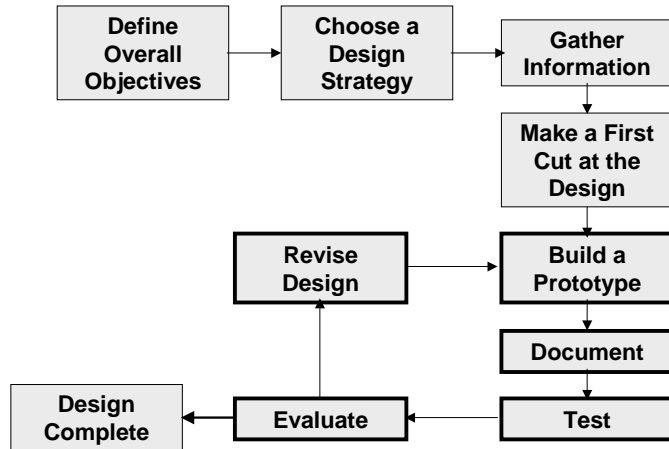 Define
Overall
Objectives
Choose a
Design
Strategy
Gather
Information
Make a First
Cut at the
Design
Revise
Design
Build a
Prototype
Document
Design
Complete
Evaluate
Test